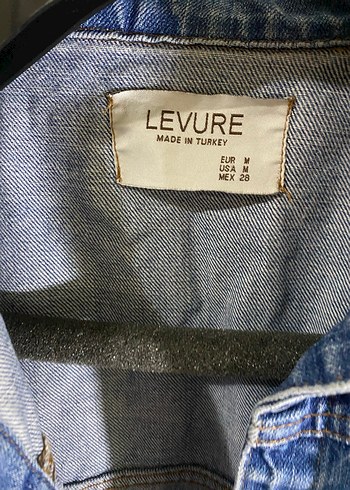 LEVURE
MADE IN TURKEY
EUR M
USA M
MEX 28